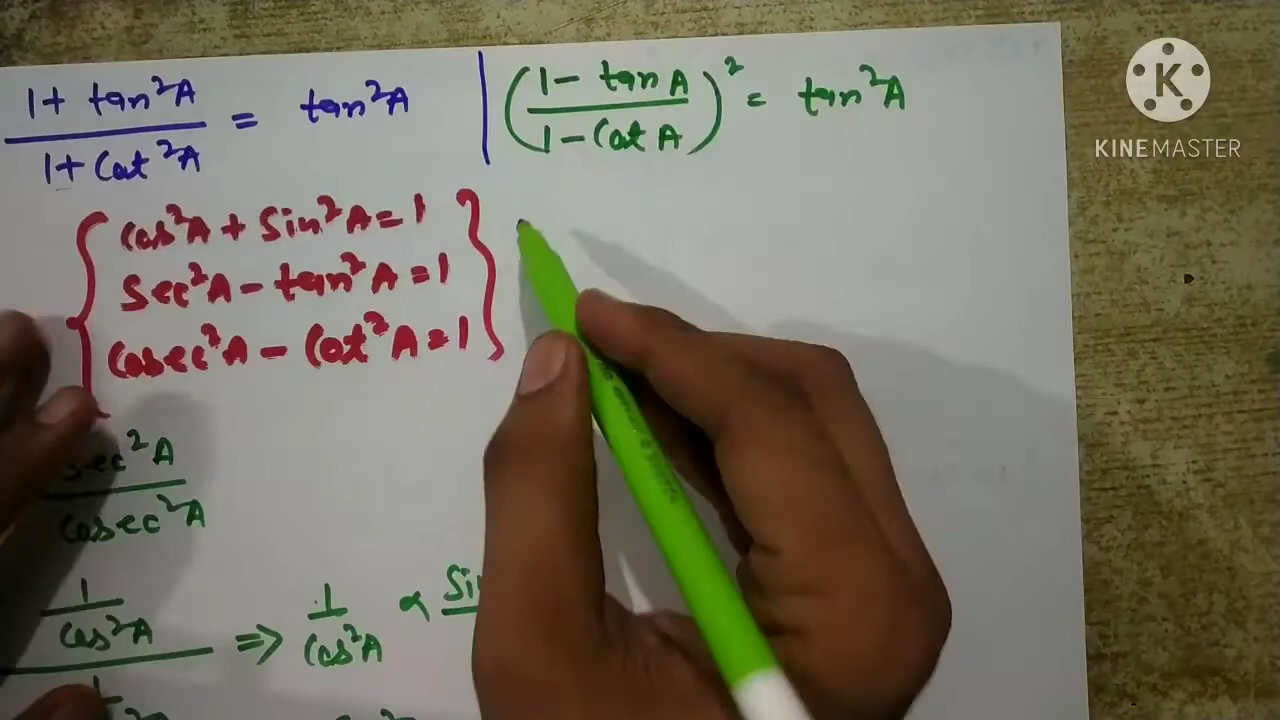 1 + tan²A / 1 + Cot²A = tan²A
(1 - tan A / 1 - Cot A)² = tan²A
K
KINEMASTER
Cos²A + Sin²A = 1
Sec²A - tan²A = 1
Cosec²A - Cot²A = 1
sec²A / Cosec²A
1 / Cos²A => 1 / Cos²A ×